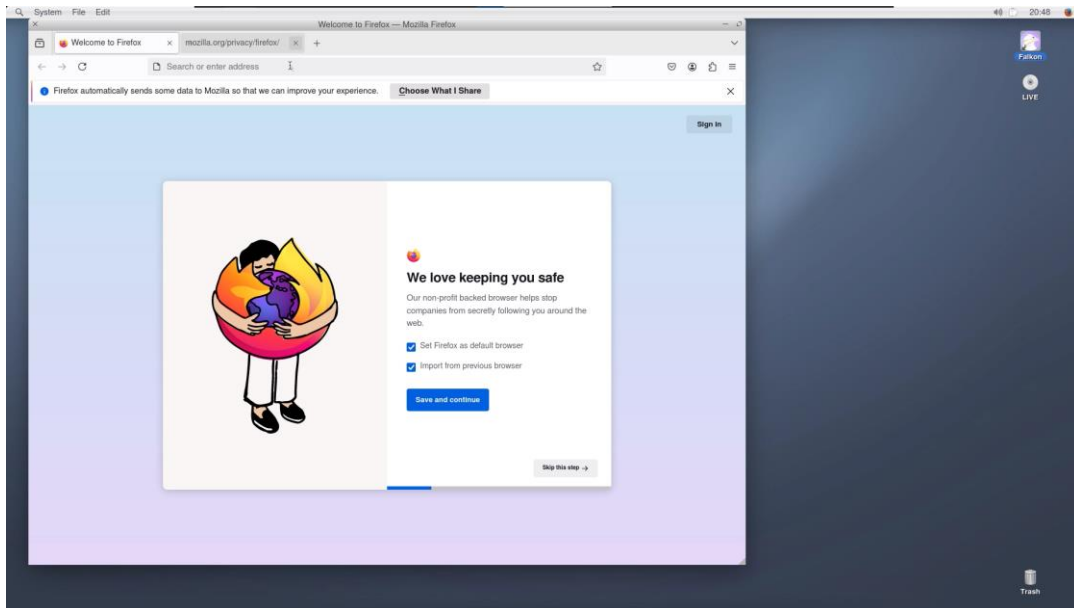 System File Edit
20:48
Welcome to Firefox — Mozilla Firefox
Welcome to Firefox
mozilla.org/privacy/firefox/
Search or enter address
Firefox automatically sends some data to Mozilla so that we can improve your experience. Choose What I Share
Sign in
We love keeping you safe
Our non-profit backed browser helps stop
companies from secretly following you around the
web.
Set Firefox as default browser
Import from previous browser
Save and continue
Skip this step →
Falkon
LIVE
Trash